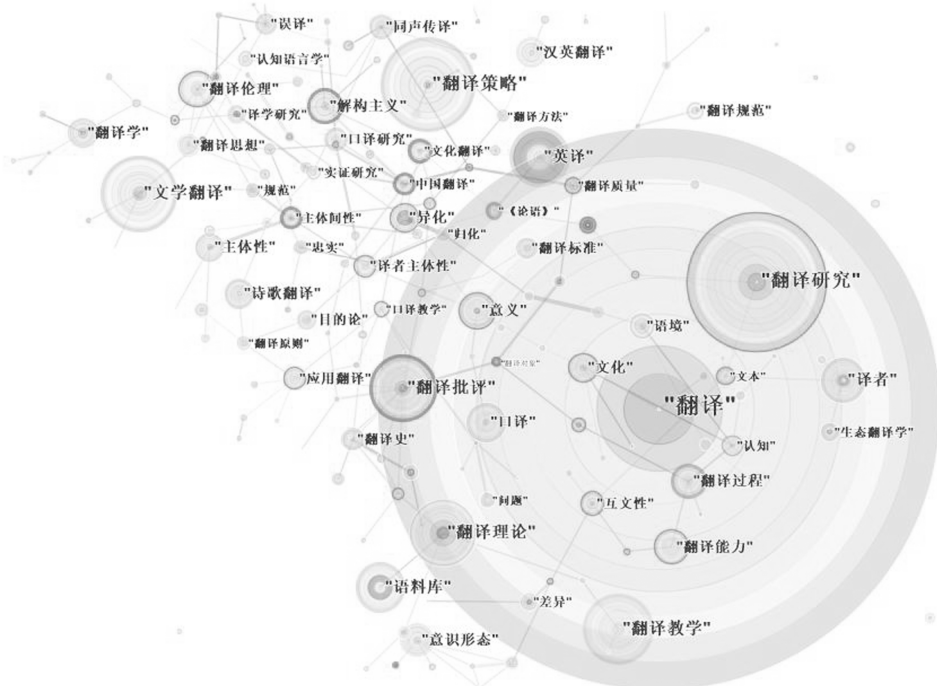 "误译"
"同声传译"
"认知语言学"
"汉英翻译"
"翻译伦理"
"翻译策略"
"解构主义"
"译学研究"
"翻译方法"
"翻译规范"
"翻译学"
"翻译思想"
"口译研究"
"文化翻译"
"英译"
"实证研究"
"中国翻译"
"翻译质量"
"文学翻译"
"规范"
"主体间性"
"异化"
"《论语》"
"归化"
"主体性"
"忠实"
"翻译标准"
"译者主体性"
"翻译研究"
"诗歌翻译"
"口译教学"
"意义"
"目的论"
"语境"
"翻译原则"
"翻译对象"
"文化"
"应用翻译"
"翻译批评"
"文本"
"译者"
"翻译"
"口译"
"翻译史"
"认知"
"生态翻译学"
"翻译过程"
"问题"
"互文性"
"翻译理论"
"翻译能力"
"语料库"
"差异"
"意识形态"
"翻译教学"